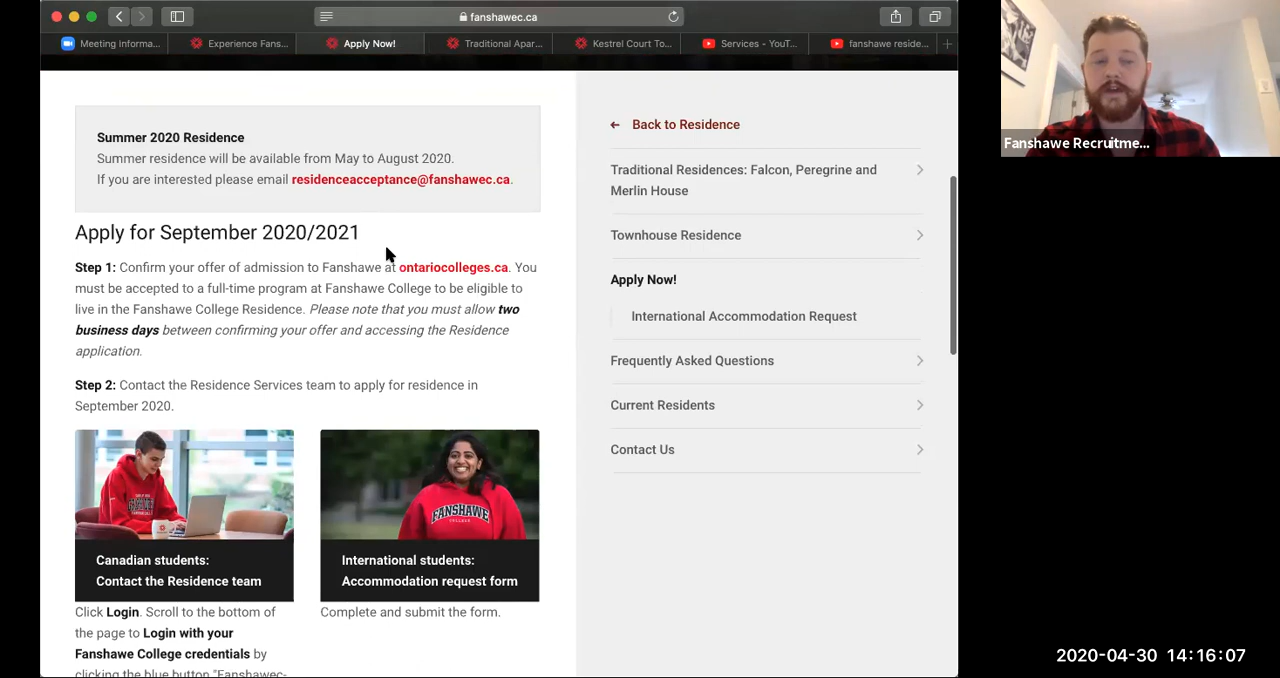 fanshawec.ca
Meeting informa...
Experience Fans...
Apply Now!
Traditional Apar...
Kestrel Court To...
Services - YouT...
fanshawe reside...
Fanshawe Recruitme...
Summer 2020 Residence
Summer residence will be available from May to August 2020.
If you are interested please email residenceacceptance@fanshawec.ca.
Apply for September 2020/2021
Step 1: Confirm your offer of admission to Fanshawe at ontariocolleges.ca. You
must be accepted to a full-time program at Fanshawe College to be eligible to
live in the Fanshawe College Residence. Please note that you must allow two
business days between confirming your offer and accessing the Residence
application.
Step 2: Contact the Residence Services team to apply for residence in
September 2020.
FANSHAWE
Canadian students:
Contact the Residence team
International students:
Accommodation request form
Click Login. Scroll to the bottom of
the page to Login with your
Fanshawe College credentials by
clicking the blue button "Fanshawec-
Complete and submit the form.
Back to Residence
Traditional Residences: Falcon, Peregrine and
Merlin House
Townhouse Residence
Apply Now!
International Accommodation Request
Frequently Asked Questions
Current Residents
Contact Us
2020-04-30 14:16:07